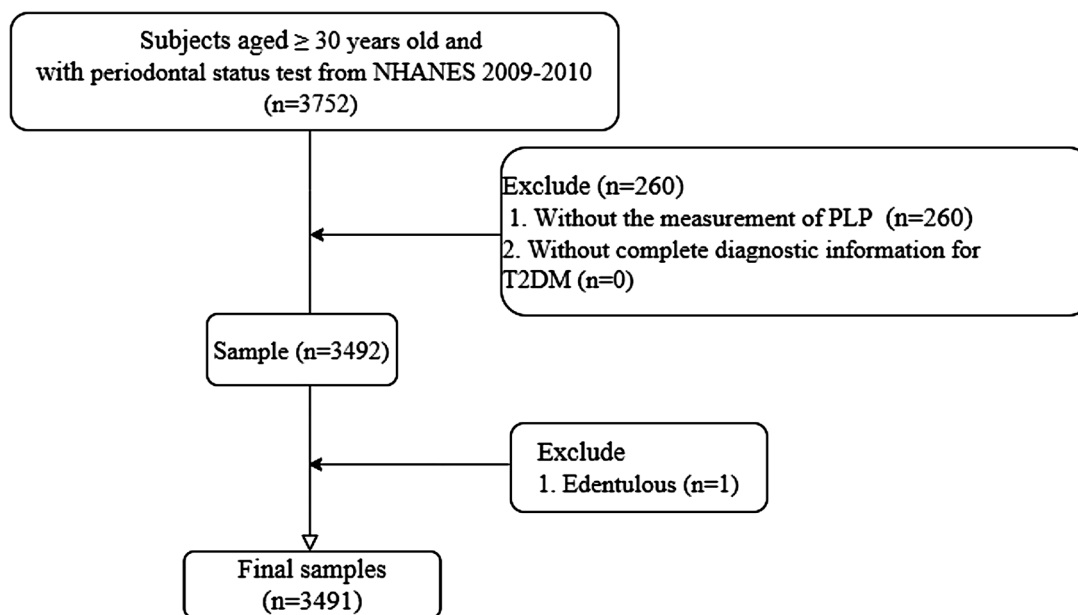 Subjects aged ≥ 30 years old and
with periodontal status test from NHANES 2009-2010
(n=3752)
Exclude (n=260)
1. Without the measurement of PLP (n=260)
2. Without complete diagnostic information for
T2DM (n=0)
Sample (n=3492)
Exclude
1. Edentulous (n=1)
Final samples
(n=3491)